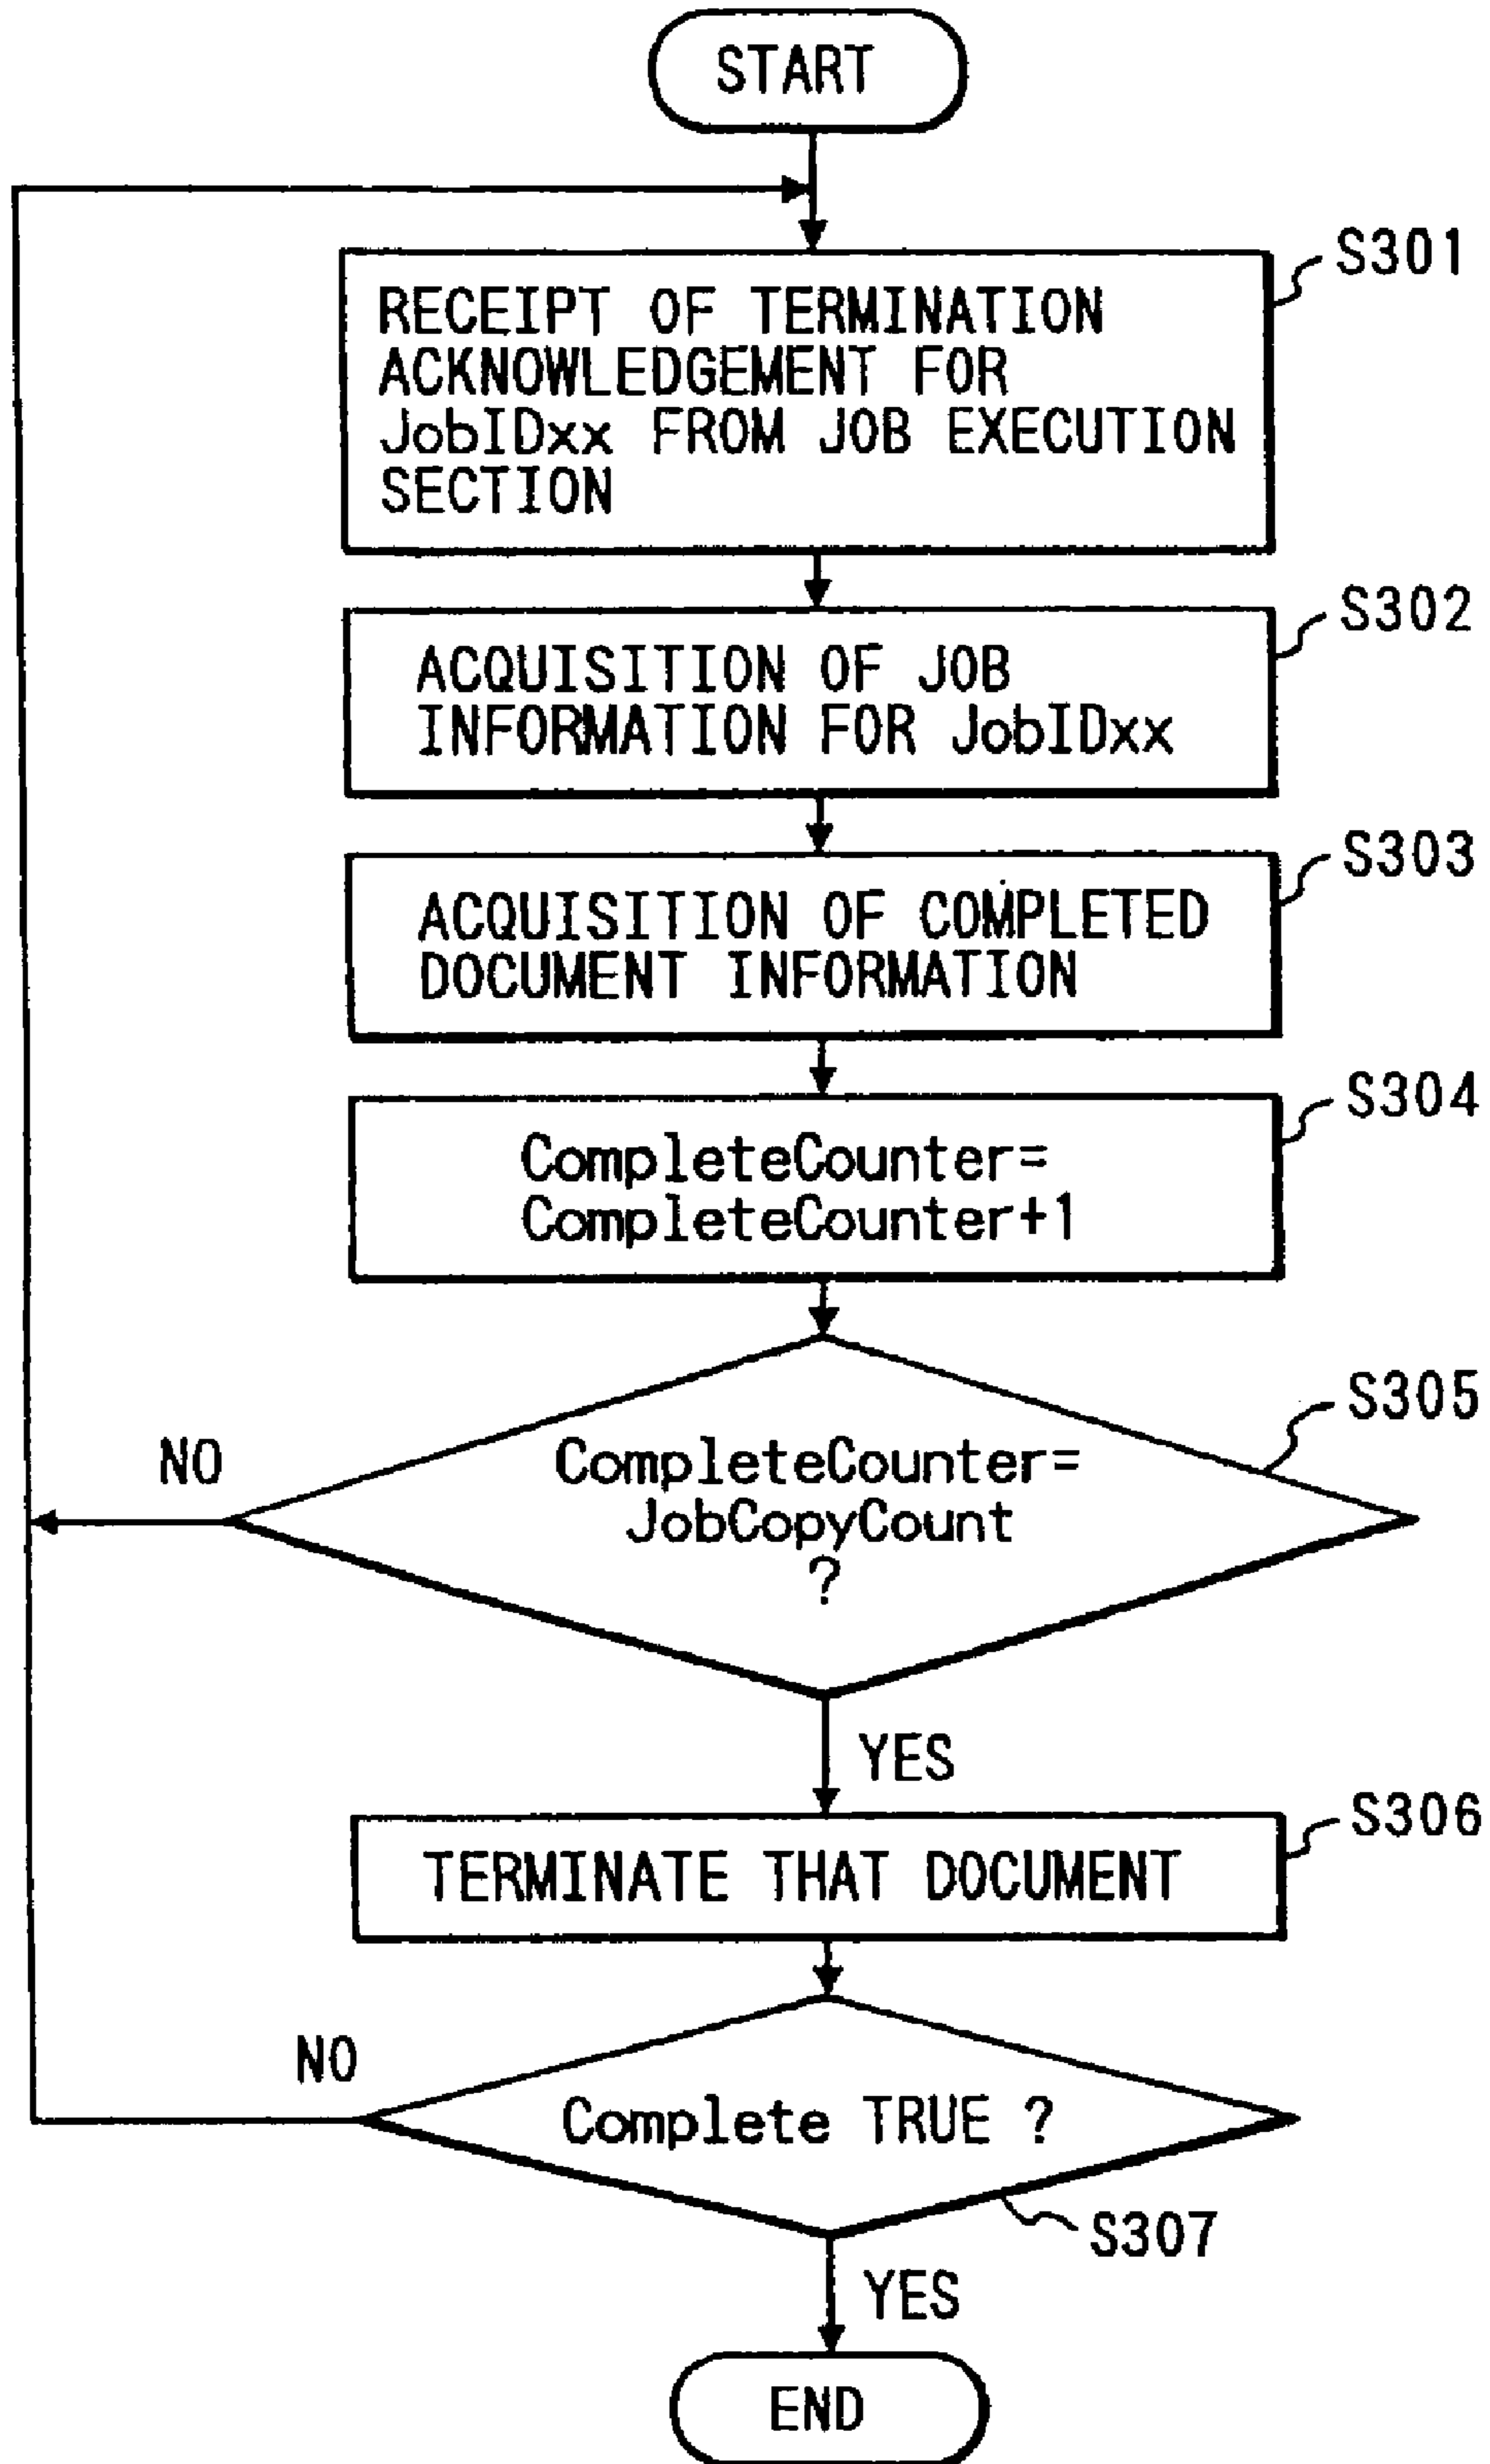 START
S301
RECEIPT OF TERMINATION
ACKNOWLEDGEMENT FOR
JobIDxx FROM JOB EXECUTION
SECTION
S302
ACQUISITION OF JOB
INFORMATION FOR JobIDxx
S303
ACQUISITION OF COMPLETED
DOCUMENT INFORMATION
S304
CompleteCounter=
CompleteCounter+1
S305
NO
CompleteCounter=
JobCopyCount
?
YES
S306
TERMINATE THAT DOCUMENT
NO
Complete TRUE ?
S307
YES
END